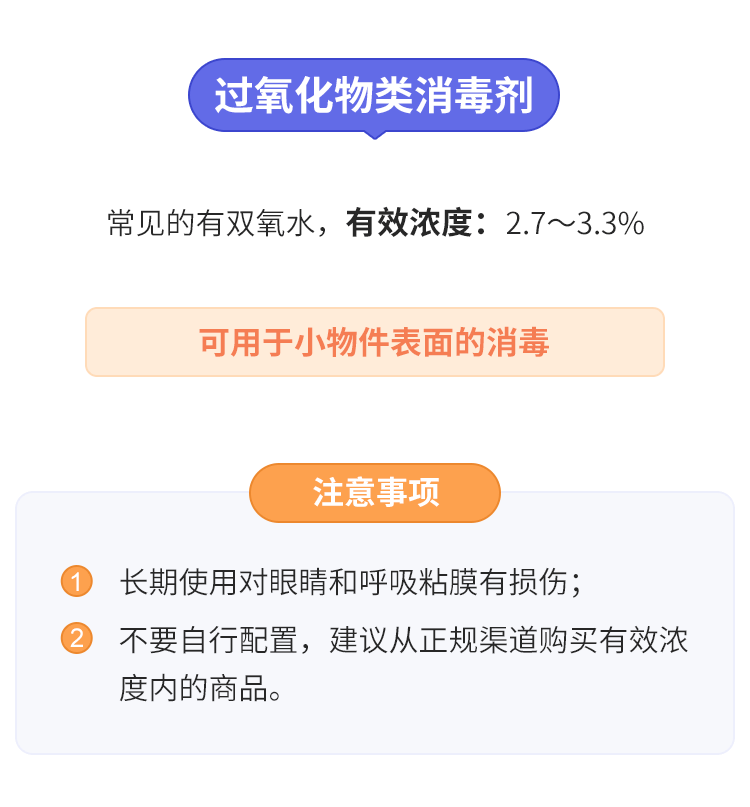 过氧化物类消毒剂
常见的有双氧水，有效浓度：2.7～3.3%
可用于小物件表面的消毒
注意事项
1 长期使用对眼睛和呼吸粘膜有损伤；
2 不要自行配置，建议从正规渠道购买有效浓
度内的商品。